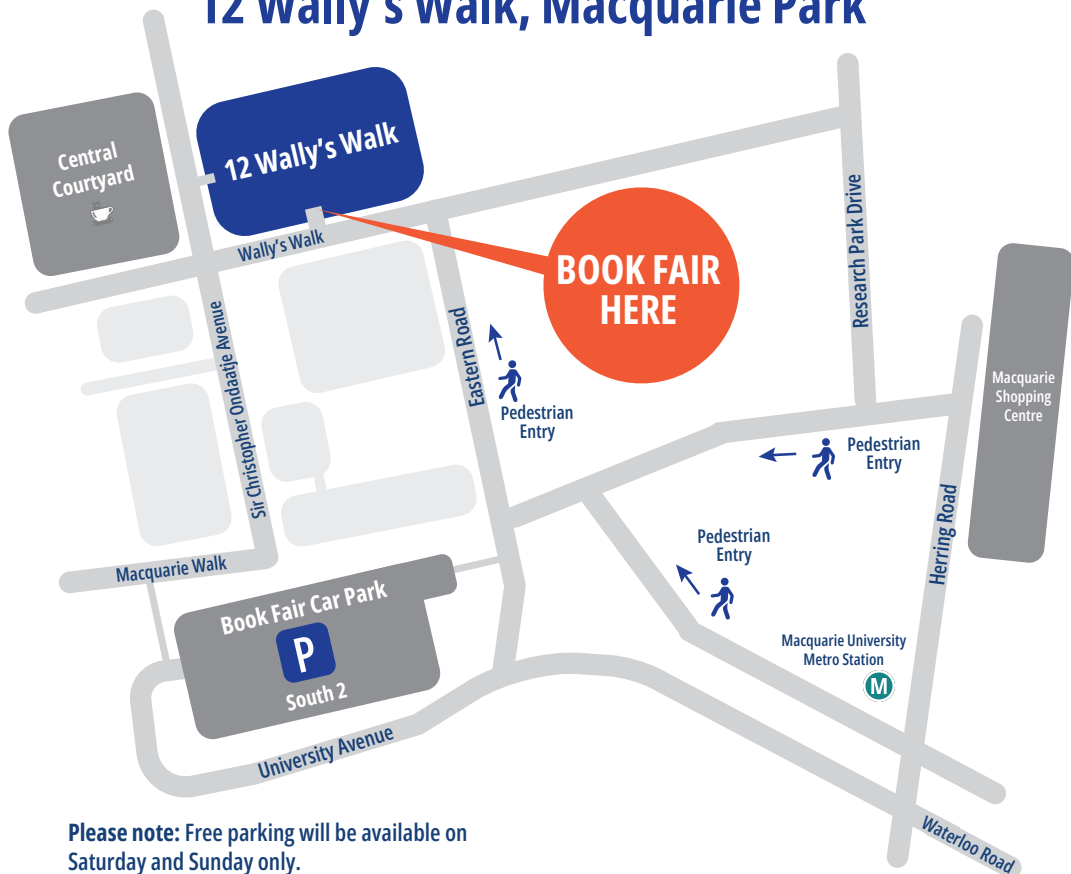 12 Wally's Walk, Macquarie Park
Central
Courtyard
12 Wally's Walk
Wally's Walk
BOOK FAIR
HERE
Research Park Drive
Sir Christopher Ondaatje Avenue
Eastern Road
Pedestrian
Entry
Macquarie
Shopping
Centre
Pedestrian
Entry
Herring Road
Pedestrian
Entry
Macquarie Walk
Book Fair Car Park
P
South 2
Macquarie University
Metro Station
M
University Avenue
Waterloo Road
Please note: Free parking will be available on
Saturday and Sunday only.